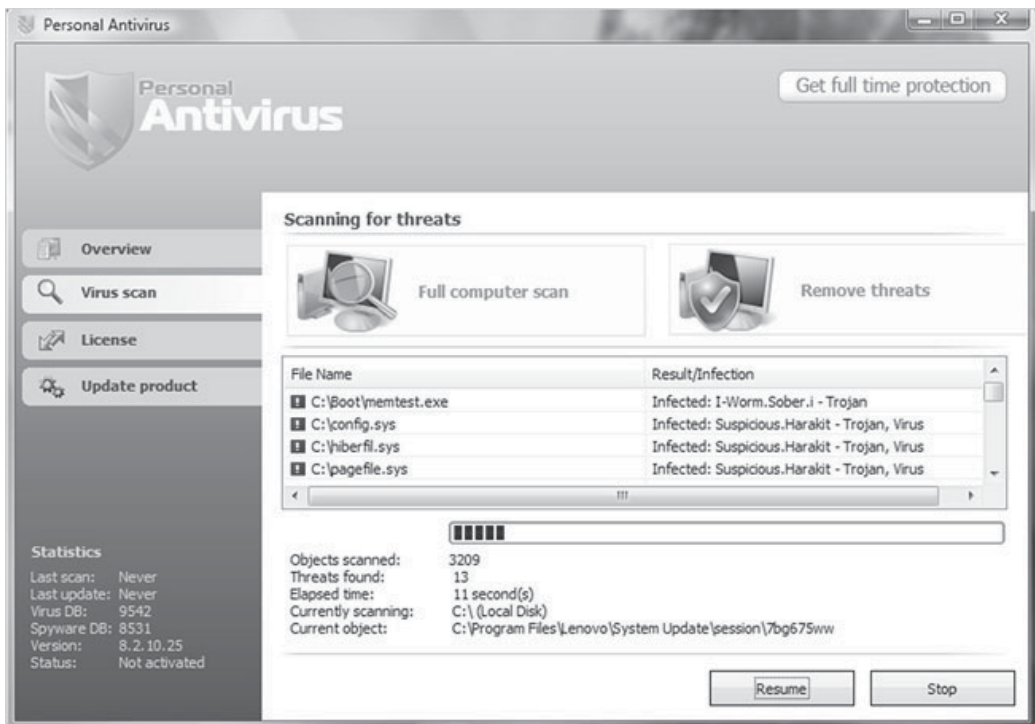 Personal Antivirus
Personal
Antivirus
Get full time protection
Overview
Virus scan
License
Update product
Statistics
Last scan: Never
Last update: Never
Virus DB: 9542
Spyware DB: 8531
Version: 8.2.10.25
Status: Not activated
Scanning for threats
Full computer scan
Remove threats
File Name Result/Infection
C:\Boot\memtest.exe Infected: I-Worm.Sober.i - Trojan
C:\config.sys Infected: Suspicious.Harakit - Trojan, Virus
C:\hiberfil.sys Infected: Suspicious.Harakit - Trojan, Virus
C:\pagefile.sys Infected: Suspicious.Harakit - Trojan, Virus
Objects scanned: 3209
Threats found: 13
Elapsed time: 11 second(s)
Currently scanning: C:\ (Local Disk)
Current object: C:\Program Files\Lenovo\System Update\session\7bg675ww
Resume
Stop